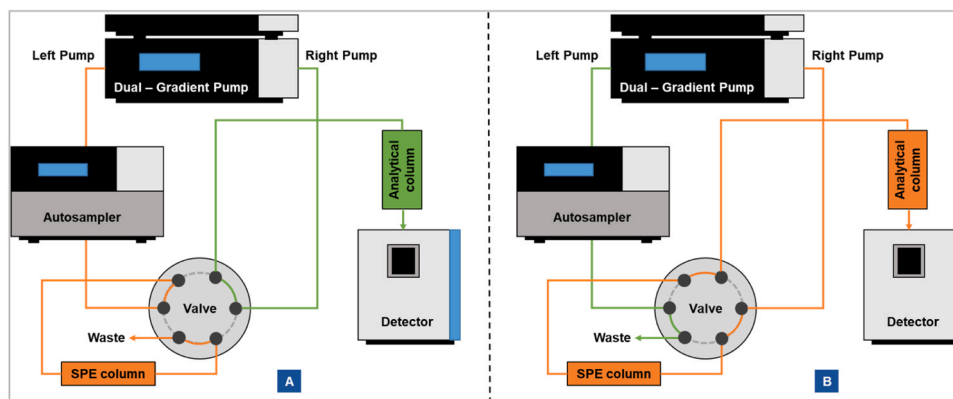 Left Pump
Right Pump
Dual – Gradient Pump
Analytical
column
Autosampler
Valve
Waste
Detector
SPE column
A
Left Pump
Right Pump
Dual – Gradient Pump
Analytical
column
Autosampler
Valve
Waste
Detector
SPE column
B